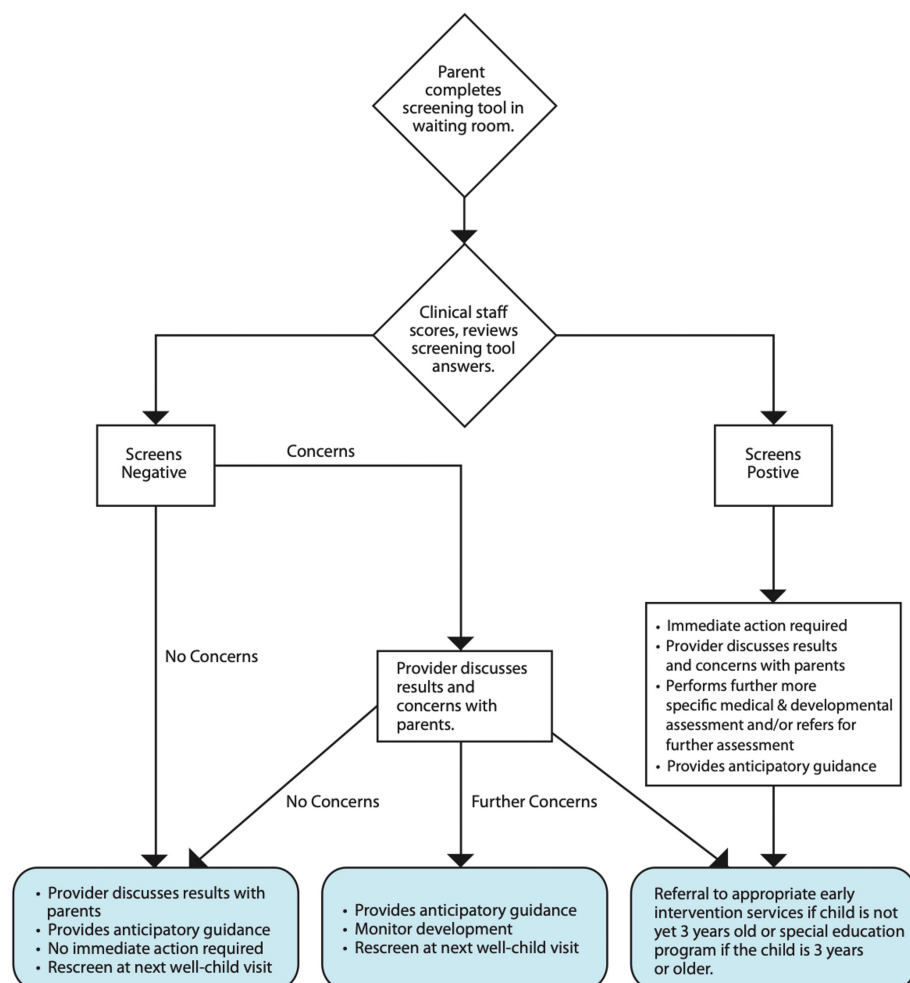 Parent
completes
screening tool in
waiting room.
Clinical staff
scores, reviews
screening tool
answers.
Screens
Negative
Concerns
Screens
Postive
No Concerns
Provider discusses
results and
concerns with
parents.
• Immediate action required
• Provider discusses results
and concerns with parents
• Performs further more
specific medical & developmental
assessment and/or refers for
further assessment
• Provides anticipatory guidance
No Concerns
Further Concerns
• Provider discusses results with
parents
• Provides anticipatory guidance
• No immediate action required
• Rescreen at next well-child visit
• Provides anticipatory guidance
• Monitor development
• Rescreen at next well-child visit
Referral to appropriate early
intervention services if child is not
yet 3 years old or special education
program if the child is 3 years
or older.